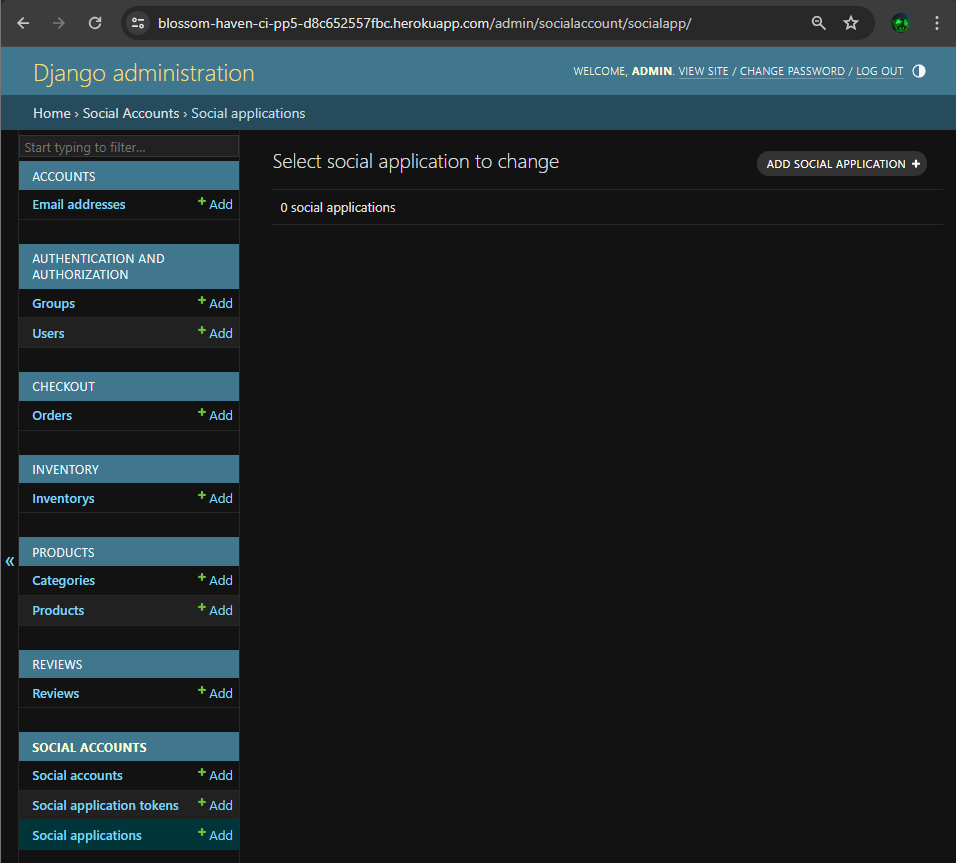 blossom-haven-ci-pp5-d8c652557fbc.herokuapp.com/admin/socialaccount/socialapp/
Django administration
WELCOME, ADMIN. VIEW SITE / CHANGE PASSWORD / LOG OUT
Home › Social Accounts › Social applications
Start typing to filter...
ACCOUNTS
Email addresses + Add
AUTHENTICATION AND
AUTHORIZATION
Groups + Add
Users + Add
CHECKOUT
Orders + Add
INVENTORY
Inventorys + Add
PRODUCTS
Categories + Add
Products + Add
REVIEWS
Reviews + Add
SOCIAL ACCOUNTS
Social accounts + Add
Social application tokens + Add
Social applications + Add
«
Select social application to change
ADD SOCIAL APPLICATION +
0 social applications